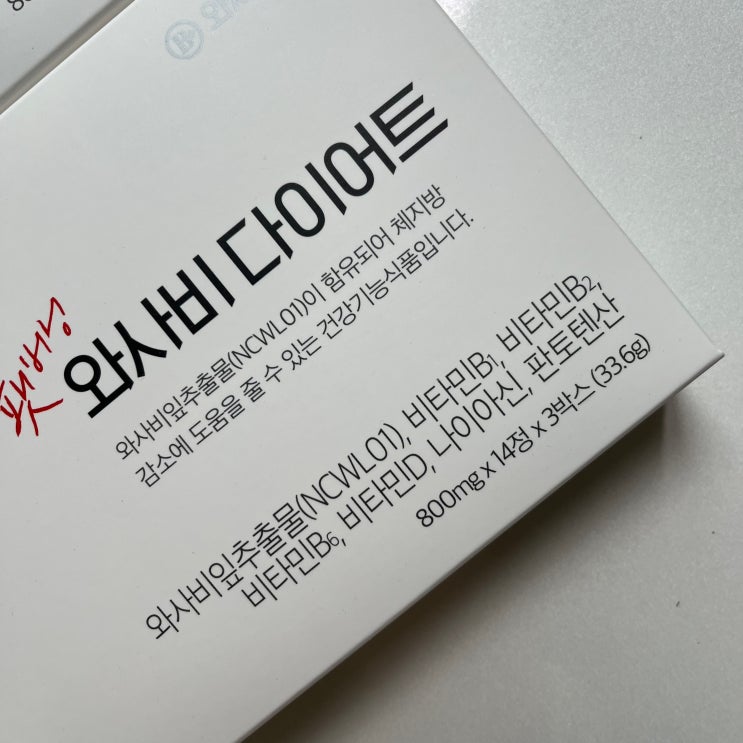 팻버닝
와사비 다이어트
와사비잎추출물(NCWL01)이 함유되어 체지방
감소에 도움을 줄 수 있는 건강기능식품입니다.
와사비잎추출물(NCWL01), 비타민B1, 비타민B2,
비타민B6, 비타민D, 나이아신, 판토텐산
800mg x 14정 x 3박스 (33.6g)